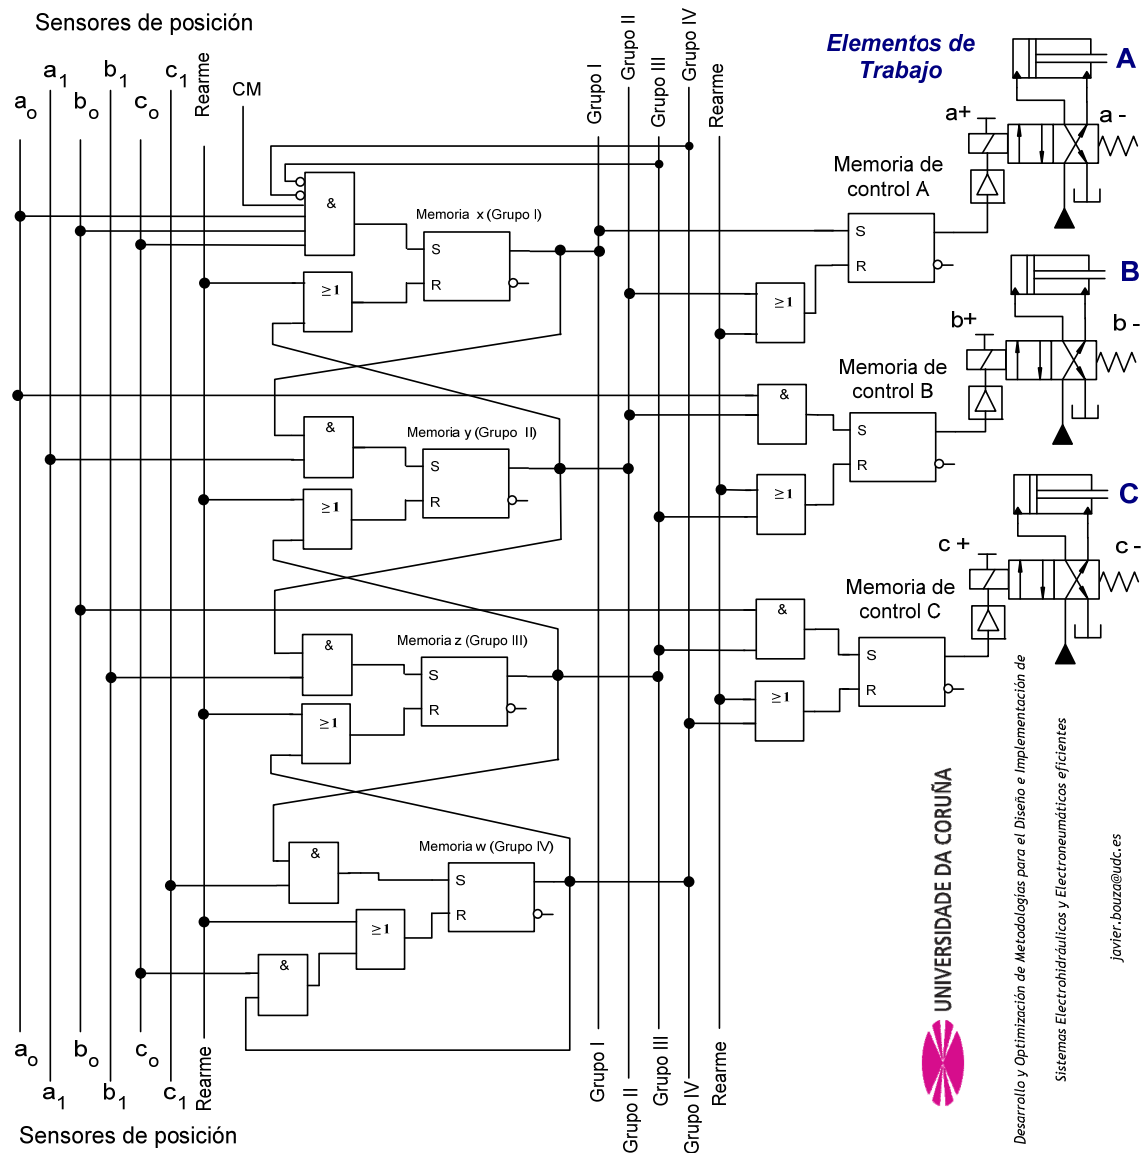 Sensores de posición
a1
b1
c1
Rearme
ao
bo
co
CM
Grupo I
Grupo II
Grupo III
Grupo IV
Rearme
Elementos de
Trabajo
A
a+
a -
Memoria de
control A
&
Memoria x (Grupo I)
S
R
≥1
S
R
≥1
B
b+
b -
Memoria de
control B
&
S
R
≥1
&
Memoria y (Grupo II)
S
R
≥1
C
c +
c -
Memoria de
control C
&
S
R
≥1
&
Memoria z (Grupo III)
S
R
≥1
&
Memoria w (Grupo IV)
S
R
≥1
&
ao
bo
co
Rearme
a1
b1
c1
Sensores de posición
Grupo I
Grupo II
Grupo III
Grupo IV
Rearme
UNIVERSIDADE DA CORUÑA
Desarrollo y Optimización de Metodologías para el Diseño e Implementación de
Sistemas Electrohidráulicos y Electroneumáticos eficientes
javier.bouza@udc.es